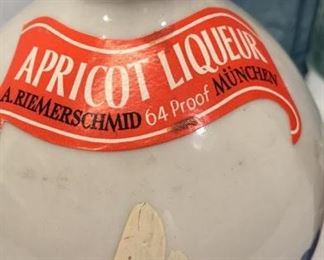 APRICOT LIQUEUR
A.RIEMERSCHMID 64 Proof MÜNCHEN